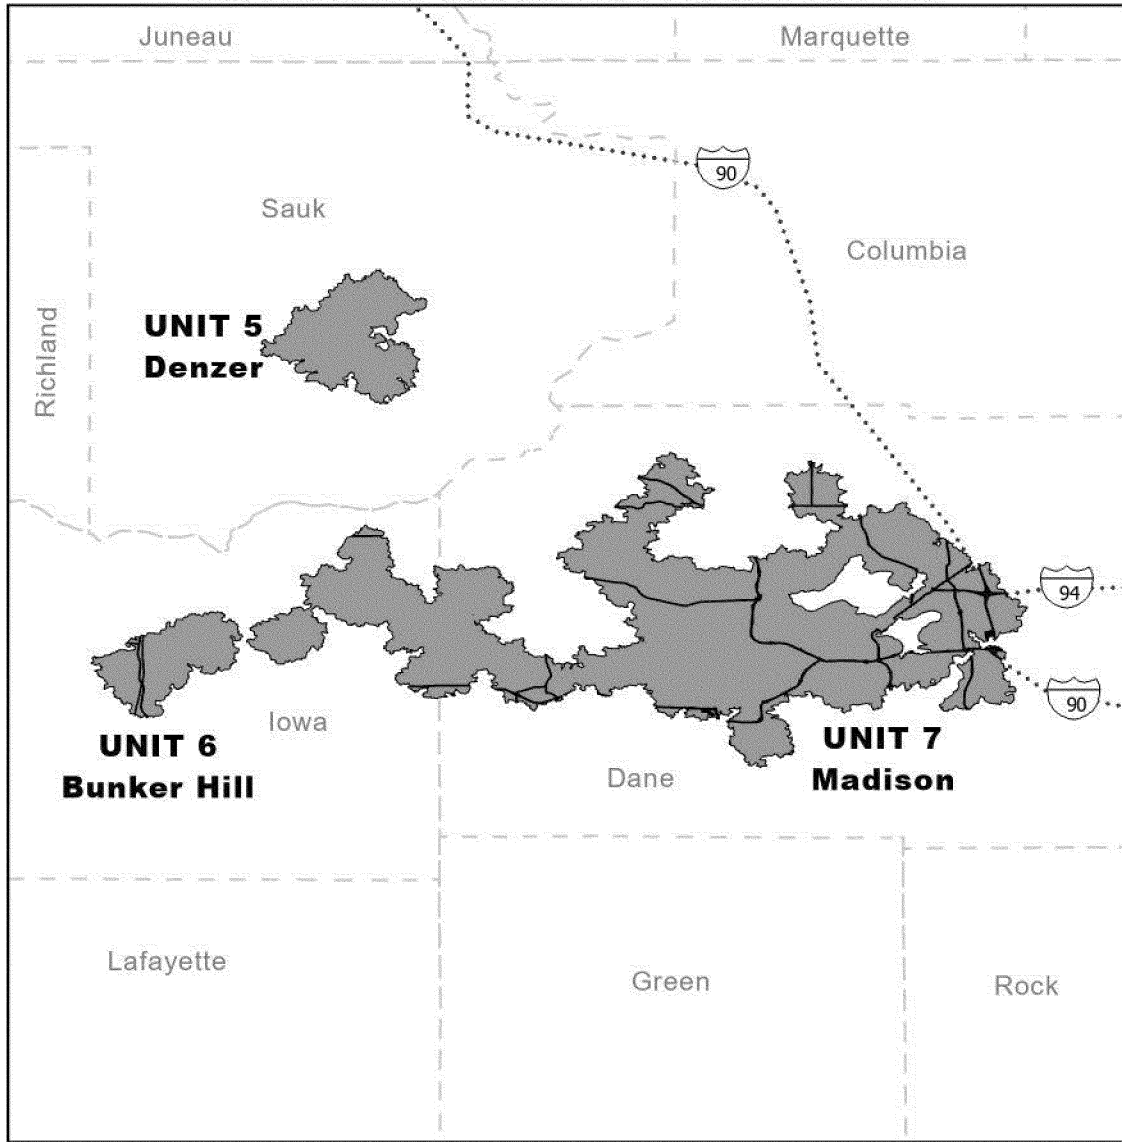 Juneau
Marquette
90
Sauk
Columbia
Richland
UNIT 5
Denzer
94
90
Iowa
UNIT 6
Bunker Hill
UNIT 7
Madison
Dane
Lafayette
Green
Rock